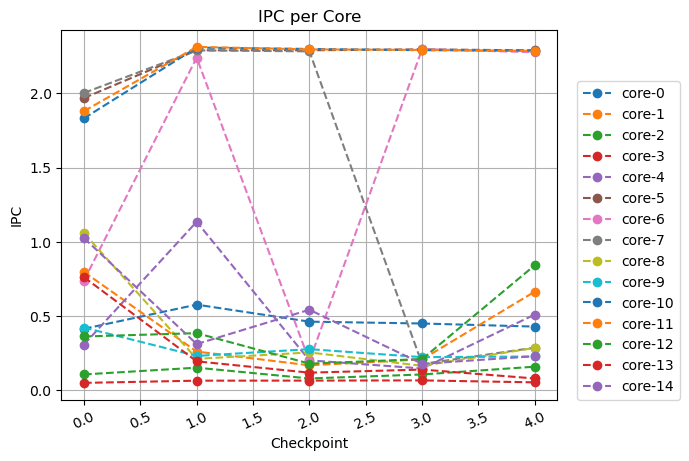 IPC per Core
IPC
2.0
1.5
1.0
0.5
0.0
0.0
0.5
1.0
1.5
2.0
2.5
3.0
3.5
4.0
Checkpoint
core-0
core-1
core-2
core-3
core-4
core-5
core-6
core-7
core-8
core-9
core-10
core-11
core-12
core-13
core-14